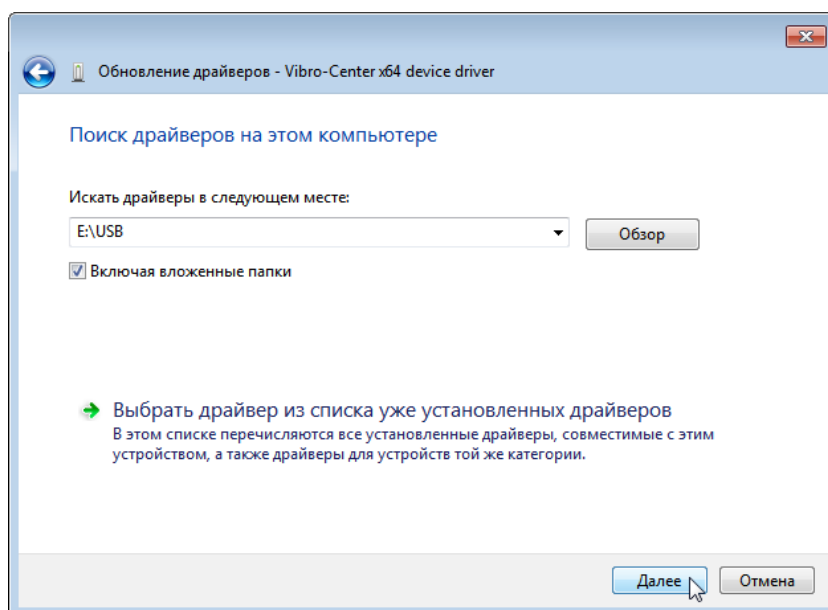 Обновление драйверов - Vibro-Center x64 device driver
Поиск драйверов на этом компьютере
Искать драйверы в следующем месте:
E:\USB
Обзор
Включая вложенные папки
Выбрать драйвер из списка уже установленных драйверов
В этом списке перечисляются все установленные драйверы, совместимые с этим
устройством, а также драйверы для устройств той же категории.
Далее
Отмена